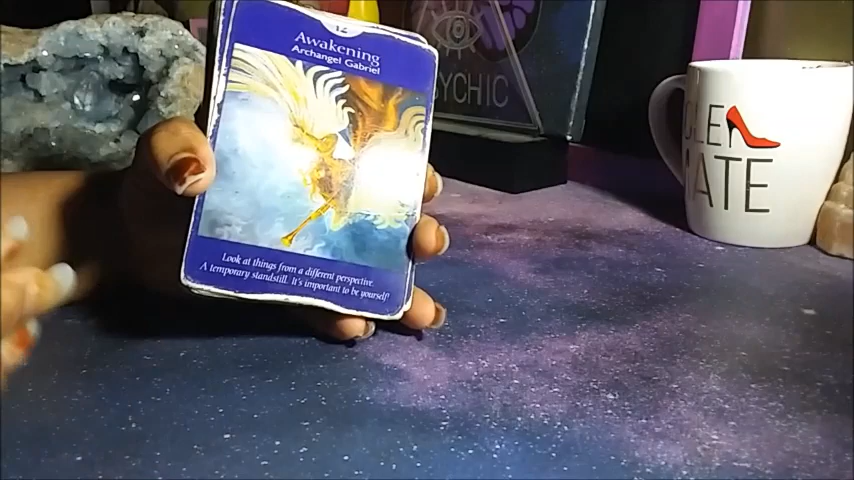 12
Awakening
Archangel Gabriel
Look at things from a different perspective.
A temporary standstill. It's important to be yourself
YCHIC
CLE
ATE